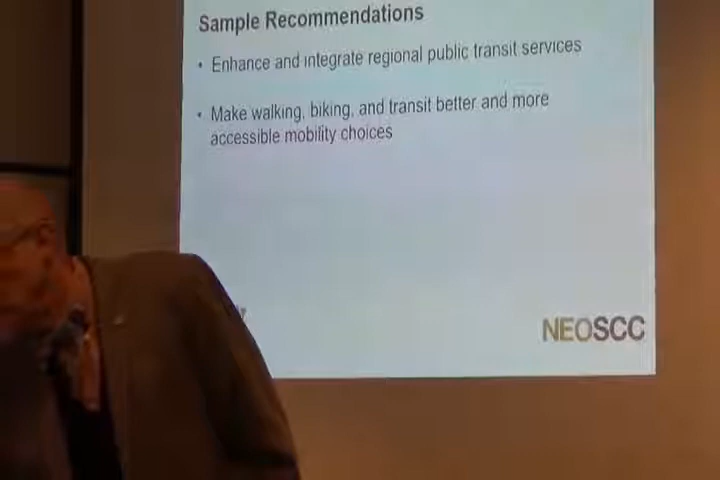 Sample Recommendations
• Enhance and integrate regional public transit services
• Make walking, biking, and transit better and more
accessible mobility choices
NEOSCC